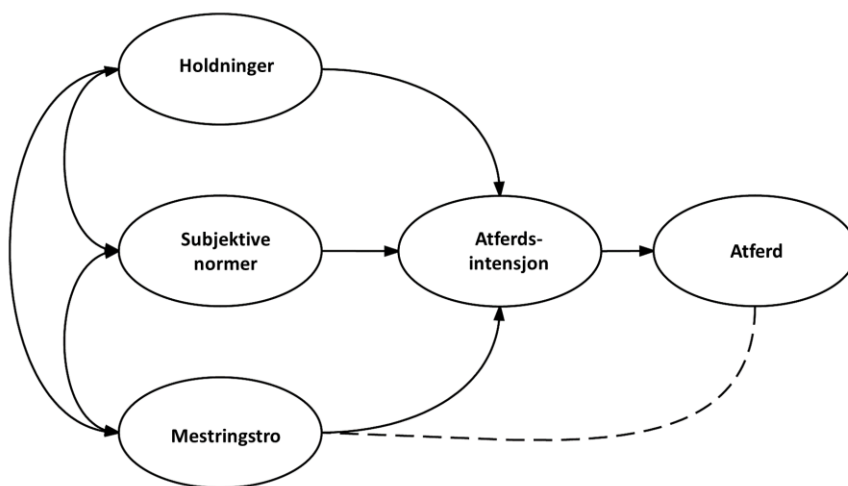 Holdninger
Subjektive
normer
Atferds-
intensjon
Atferd
Mestringstro